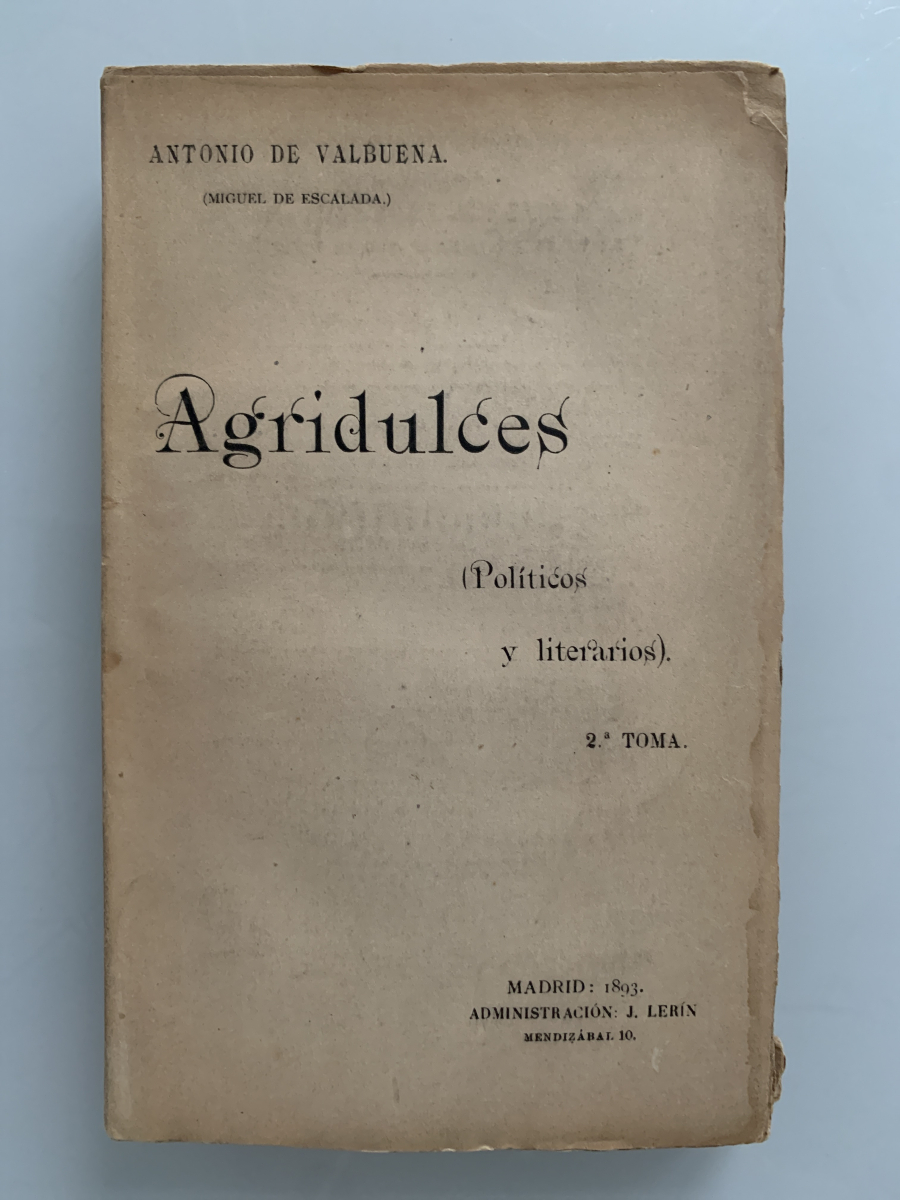 ANTONIO DE VALBUENA.
(MIGUEL DE ESCALADA.)
Agridulces
(Políticos
y literarios).
2.ª TOMA.
MADRID: 1893.
ADMINISTRACIÓN: J. LERÍN
MENDIZÁBAL 10.